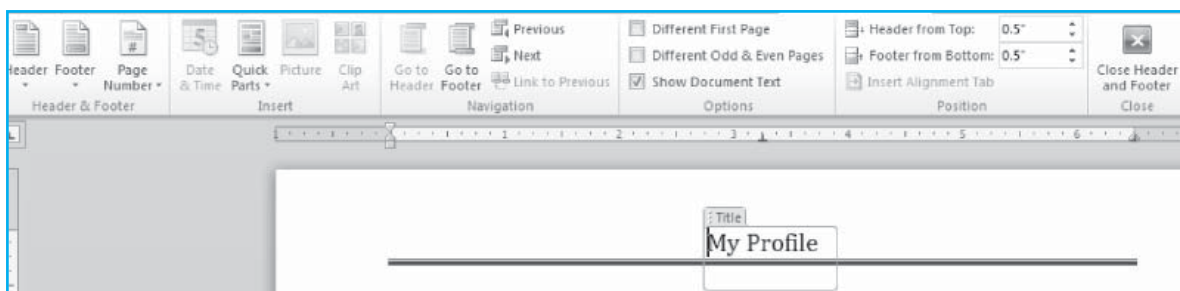 Header Footer Page Number
Date & Time Quick Parts Picture Clip Art
Go to Header Go to Footer
Previous
Next
Link to Previous
Different First Page
Different Odd & Even Pages
Show Document Text
Header from Top: 0.5"
Footer from Bottom: 0.5"
Insert Alignment Tab
Close Header and Footer
Header & Footer Insert Navigation Options Position Close
1 1 2 3 4 5 6
Title
My Profile